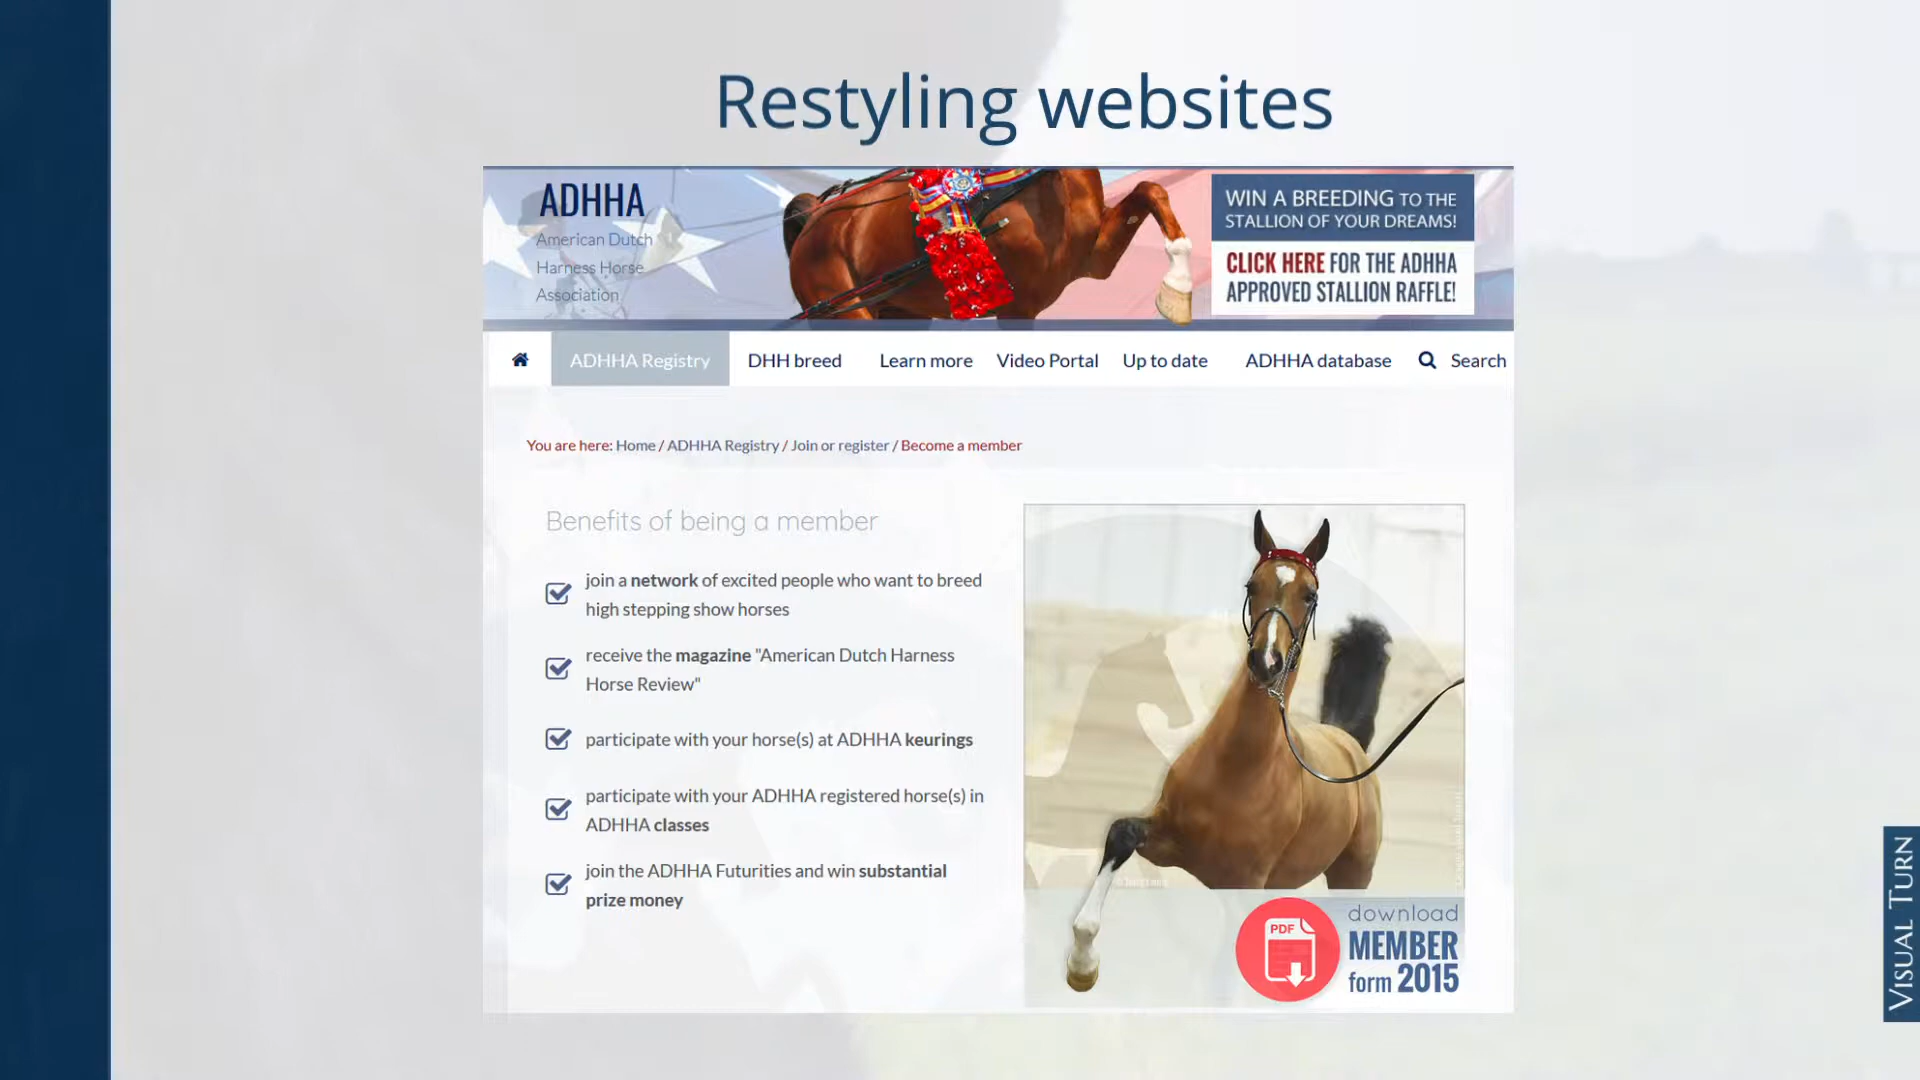 Restyling websites
ADHHA
American Dutch
Harness Horse
Association
WIN A BREEDING TO THE
STALLION OF YOUR DREAMS!
CLICK HERE FOR THE ADHHA
APPROVED STALLION RAFFLE!
ADHHA Registry DHH breed Learn more Video Portal Up to date ADHHA database Search
You are here: Home / ADHHA Registry / Join or register / Become a member
Benefits of being a member
join a network of excited people who want to breed
high stepping show horses
receive the magazine "American Dutch Harness
Horse Review"
participate with your horse(s) at ADHHA keurings
participate with your ADHHA registered horse(s) in
ADHHA classes
join the ADHHA Futurities and win substantial
prize money
PDF
download
MEMBER
form 2015
VISUAL TURN